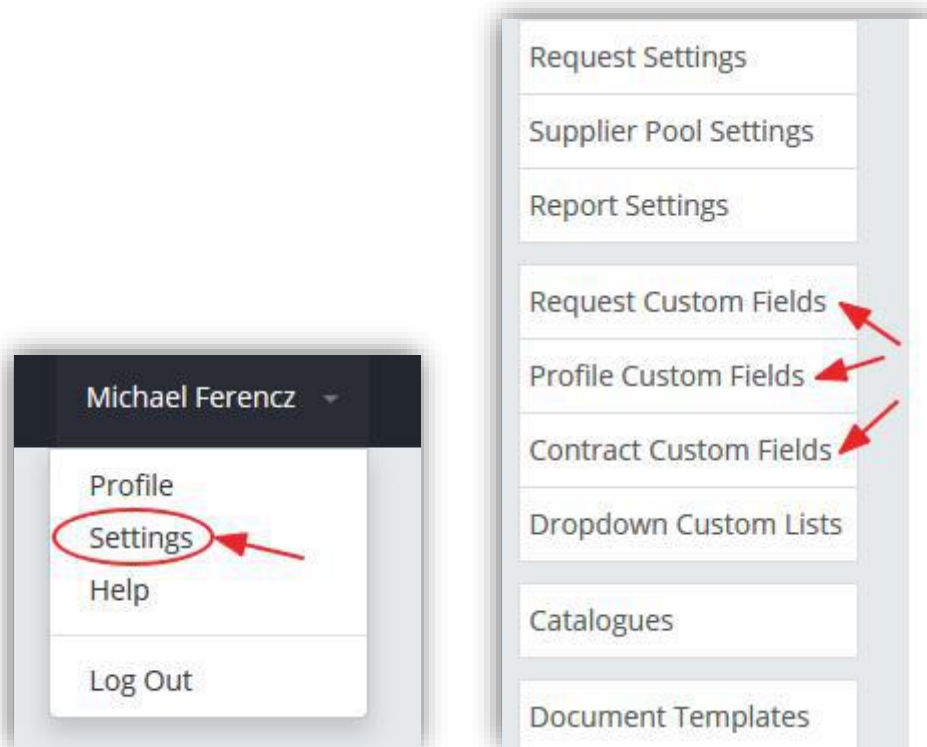 Michael Ferencz
Profile
Settings
Help
Log Out
Request Settings
Supplier Pool Settings
Report Settings
Request Custom Fields
Profile Custom Fields
Contract Custom Fields
Dropdown Custom Lists
Catalogues
Document Templates